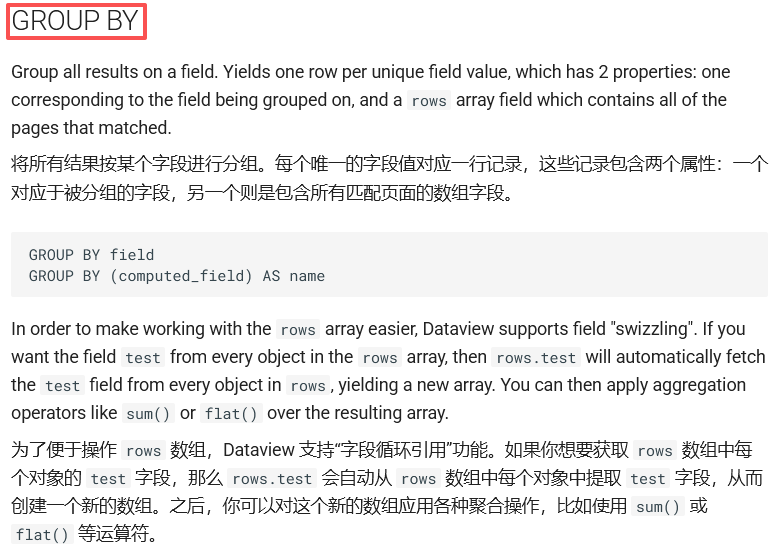 GROUP BY
Group all results on a field. Yields one row per unique field value, which has 2 properties: one
corresponding to the field being grouped on, and a rows array field which contains all of the
pages that matched.
将所有结果按某个字段进行分组。每个唯一的字段值对应一行记录，这些记录包含两个属性：一个
对应于被分组的字段，另一个则是包含所有匹配页面的数组字段。
GROUP BY field
GROUP BY (computed_field) AS name
In order to make working with the rows array easier, Dataview supports field "swizzling". If you
want the field test from every object in the rows array, then rows.test will automatically fetch
the test field from every object in rows, yielding a new array. You can then apply aggregation
operators like sum() or flat() over the resulting array.
为了便于操作 rows 数组，Dataview 支持“字段循环引用”功能。如果你想要获取 rows 数组中每
个对象的 test 字段，那么 rows.test 会自动从 rows 数组中每个对象中提取 test 字段，从而
创建一个新的数组。之后，你可以对这个新的数组应用各种聚合操作，比如使用 sum() 或
flat() 等运算符。